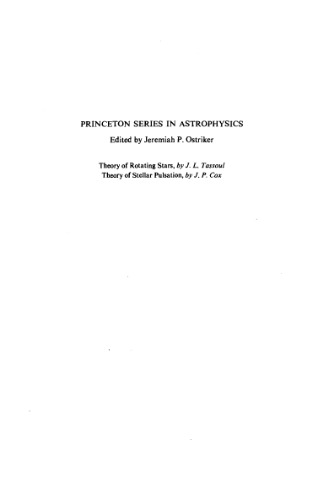 PRINCETON SERIES IN ASTROPHYSICS
Edited by Jeremiah P. Ostriker
Theory of Rotating Stars, by J. L. Tassoul
Theory of Stellar Pulsation, by J. P. Cox